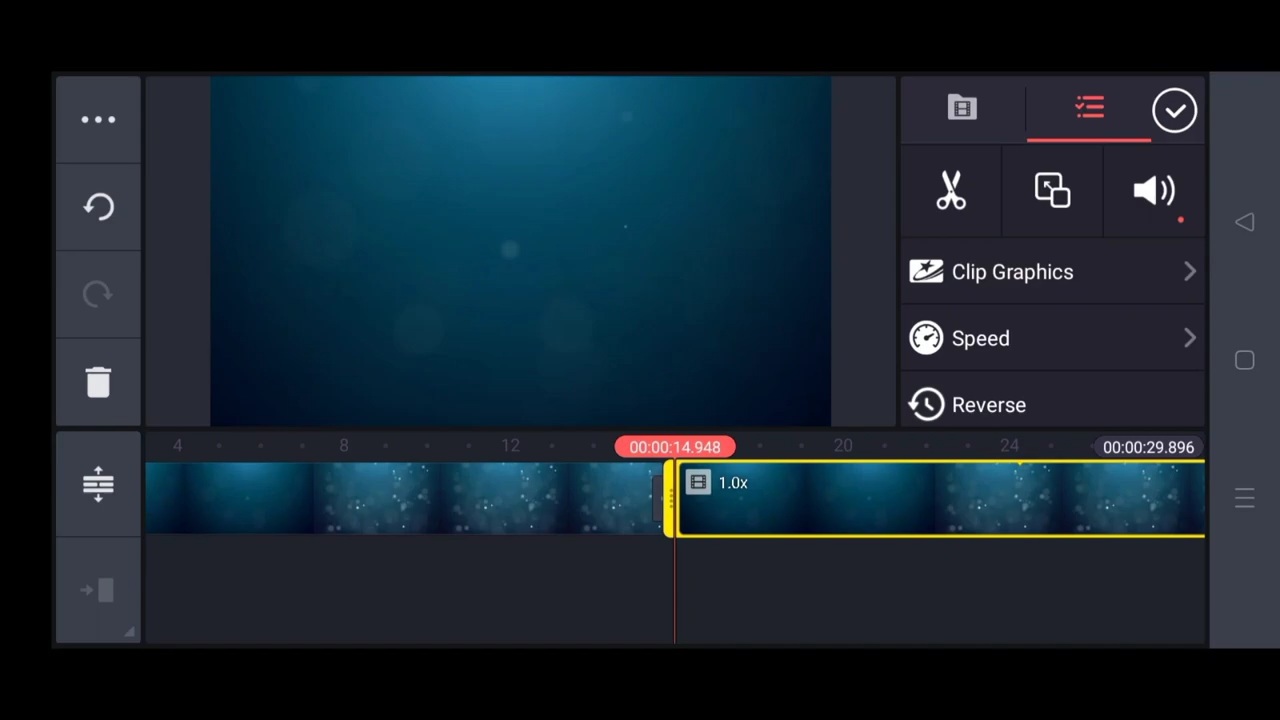 Clip Graphics
Speed
Reverse
4
8
12
00:00:14.948
20
24
00:00:29.896
1.0x